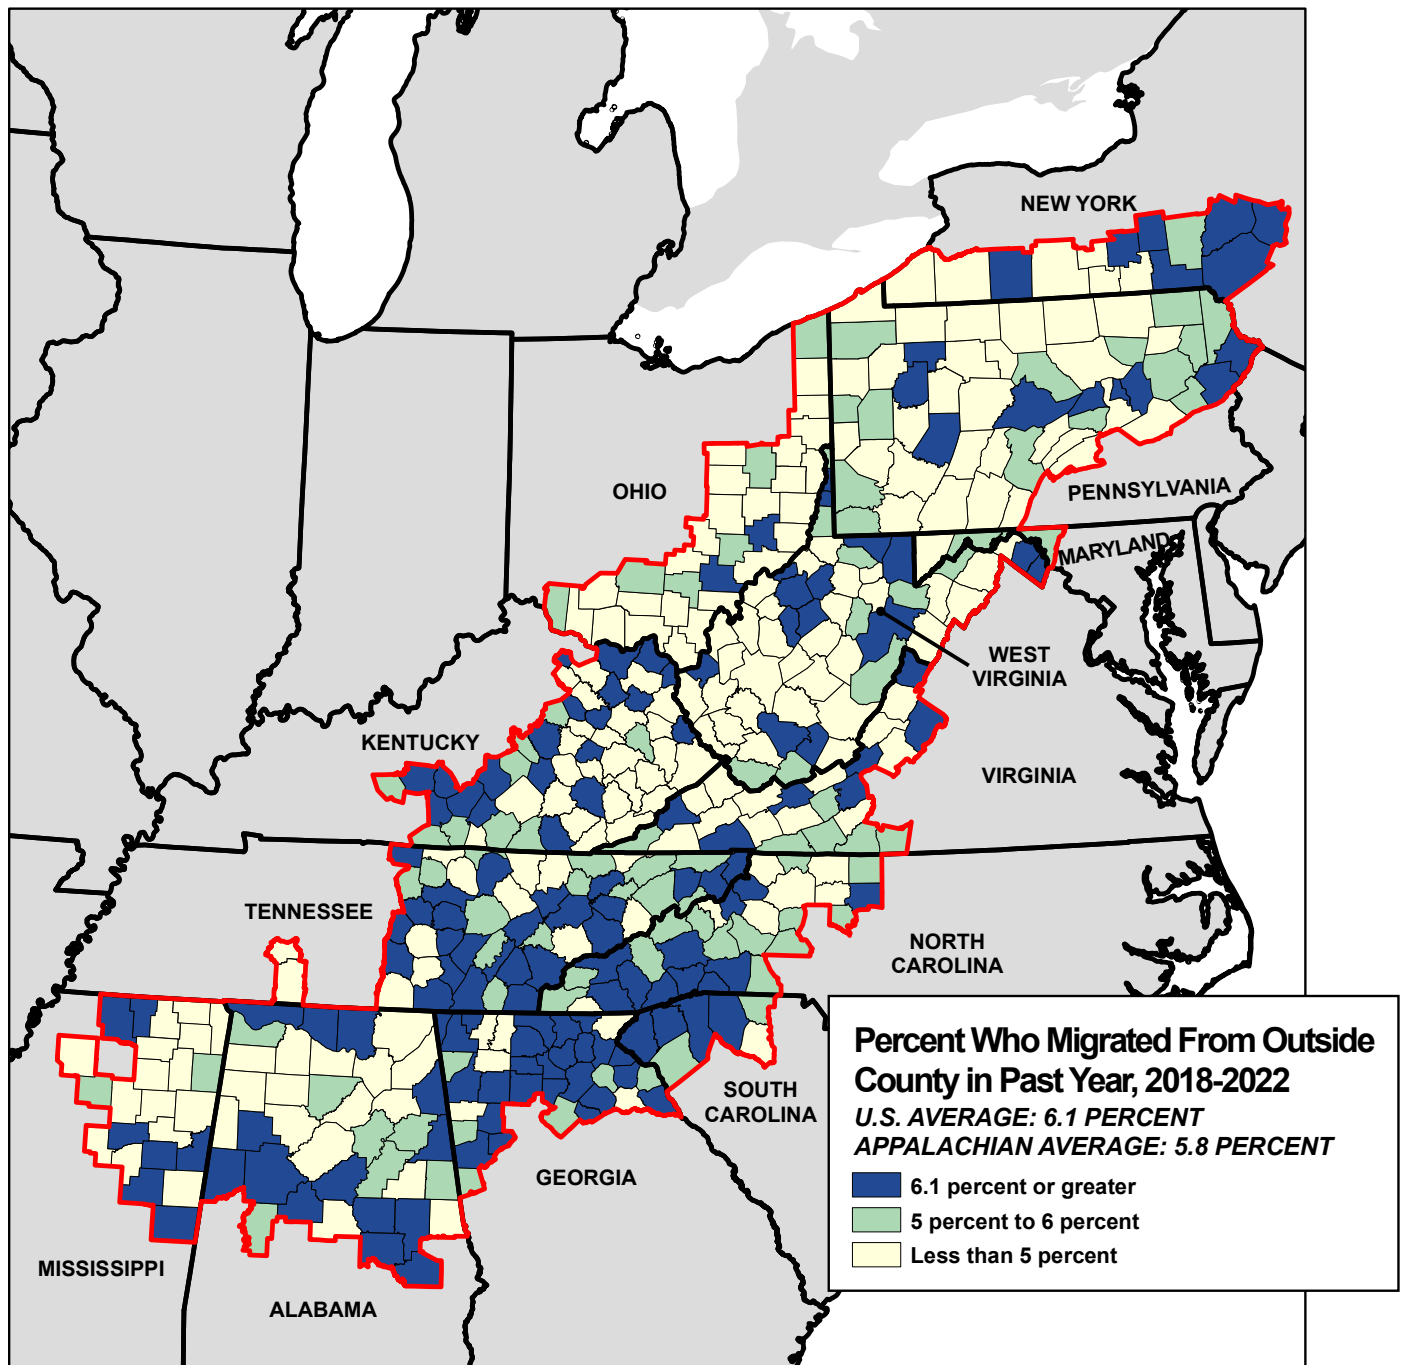 NEW YORK
PENNSYLVANIA
OHIO
MARYLAND
WEST
VIRGINIA
KENTUCKY
VIRGINIA
TENNESSEE
NORTH
CAROLINA
SOUTH
CAROLINA
GEORGIA
MISSISSIPPI
ALABAMA
Percent Who Migrated From Outside
County in Past Year, 2018-2022
U.S. AVERAGE: 6.1 PERCENT
APPALACHIAN AVERAGE: 5.8 PERCENT
6.1 percent or greater
5 percent to 6 percent
Less than 5 percent